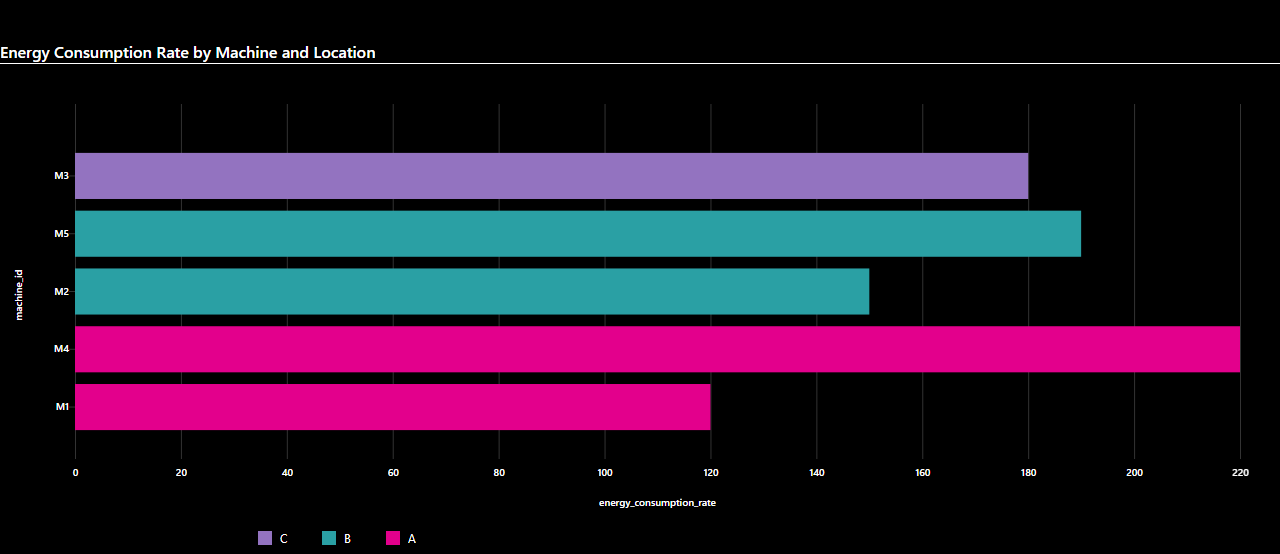 Energy Consumption Rate by Machine and Location
M3
M5
machine_id
M2
M4
M1
0 20 40 60 80 100 120 140 160 180 200 220
energy_consumption_rate
C B A